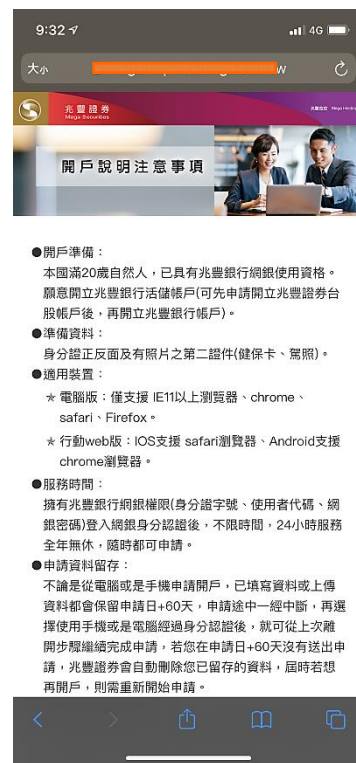 9:32
4G
大小
W
兆豐證券
Mega Securities
開戶說明注意事項
●開戶準備：
本國滿20歲自然人，已具有兆豐銀行網銀使用資格。
願意開立兆豐銀行活儲帳戶(可先申請開立兆豐證券台
股帳戶後，再開立兆豐銀行帳戶)。
●準備資料：
身分證正反面及有照片之第二證件(健保卡、駕照)。
●適用裝置：
★ 電腦版：僅支援 IE11以上瀏覽器、chrome、
safari、Firefox。
★ 行動web版：IOS支援 safari瀏覽器、Android支援
chrome瀏覽器。
●服務時間：
擁有兆豐銀行網銀權限(身分證字號、使用者代碼、網
銀密碼)登入網銀身分認證後，不限時間，24小時服務
全年無休，隨時都可申請。
●申請資料留存：
不論是從電腦或是手機申請開戶，已填寫資料或上傳
資料都會保留申請日+60天，申請途中一經中斷，再選
擇使用手機或是電腦經過身分認證後，就可從上次離
開步驟繼續完成申請，若您在申請日+60天沒有送出申
請，兆豐證券會自動刪除您已留存的資料，屆時若想
再開戶，則需重新開始申請。